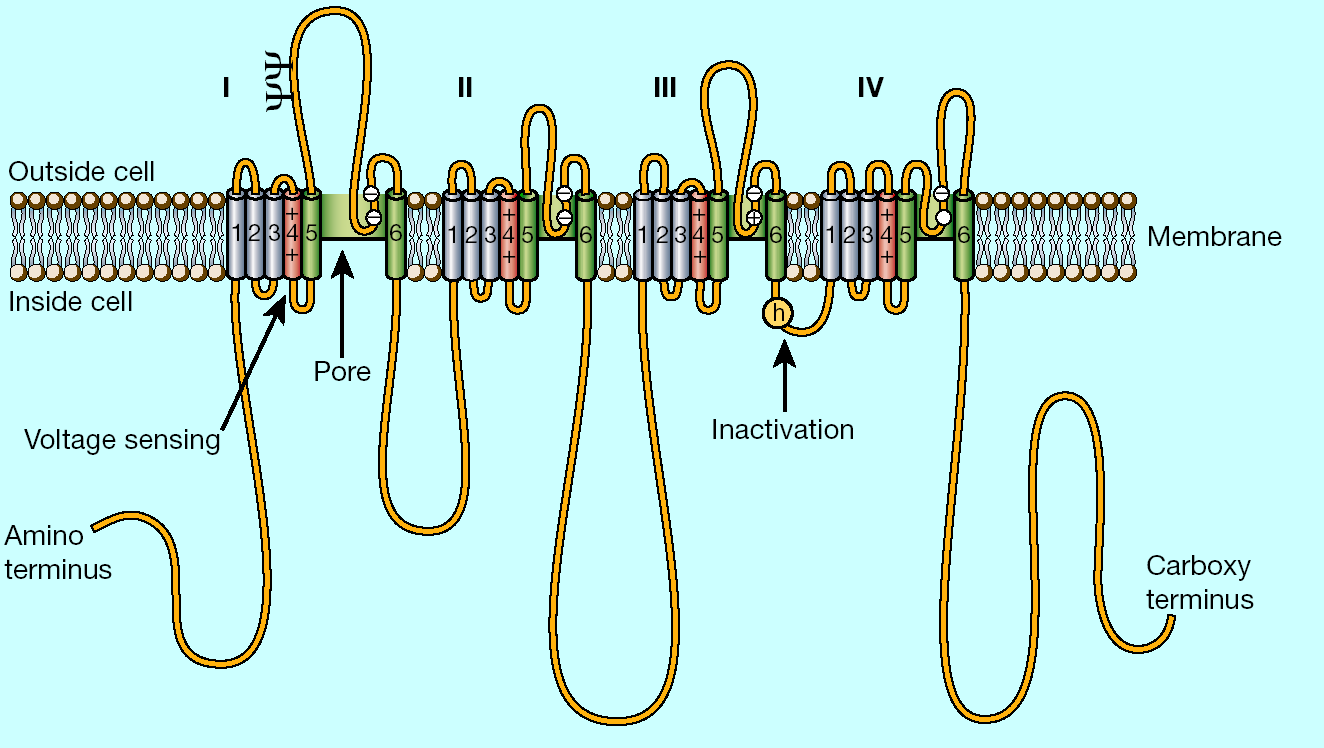 I II III IV
Outside cell
1 2 3 + 4 + 5 6 1 2 3 + 4 + 5 6 1 2 3 + 4 + 5 6 1 2 3 + 4 + 5 6
− − − − − + −
Membrane
Inside cell
h
Pore
Inactivation
Voltage sensing
Amino
terminus
Carboxy
terminus